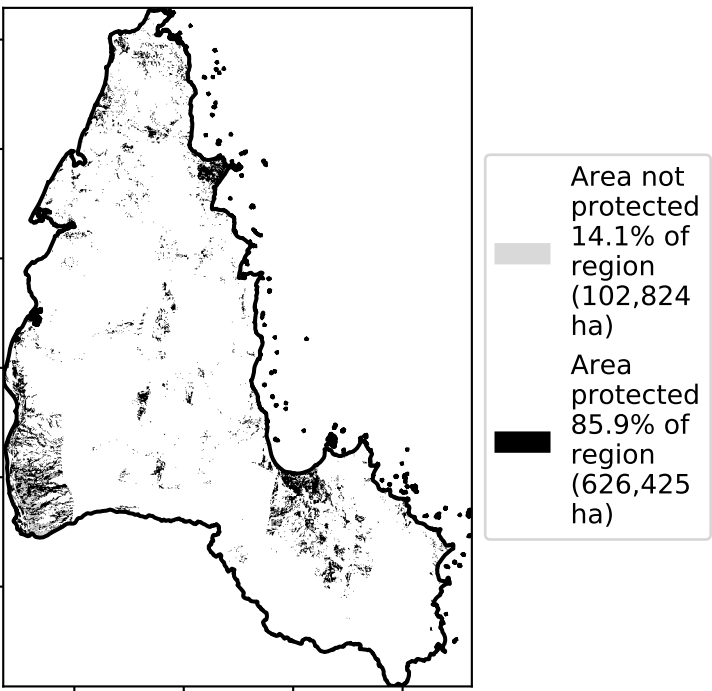 Area not
protected
14.1% of
region
(102,824
ha)
Area
protected
85.9% of
region
(626,425
ha)